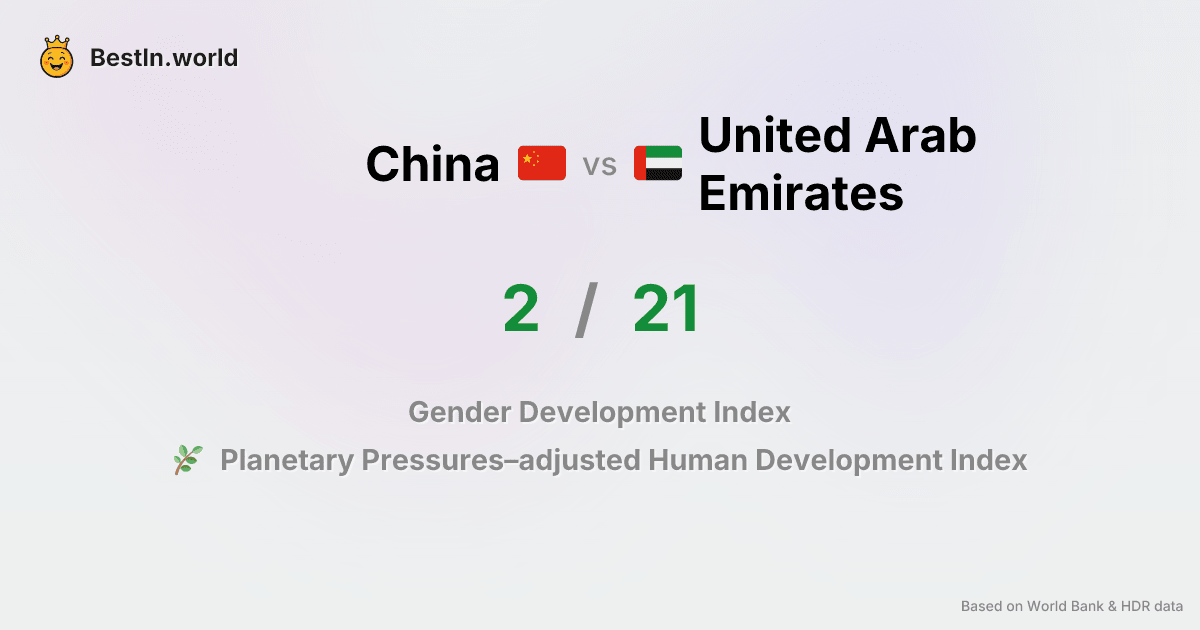 BestIn.world
China vs United Arab
Emirates
2 / 21
Gender Development Index
Planetary Pressures–adjusted Human Development Index
Based on World Bank & HDR data